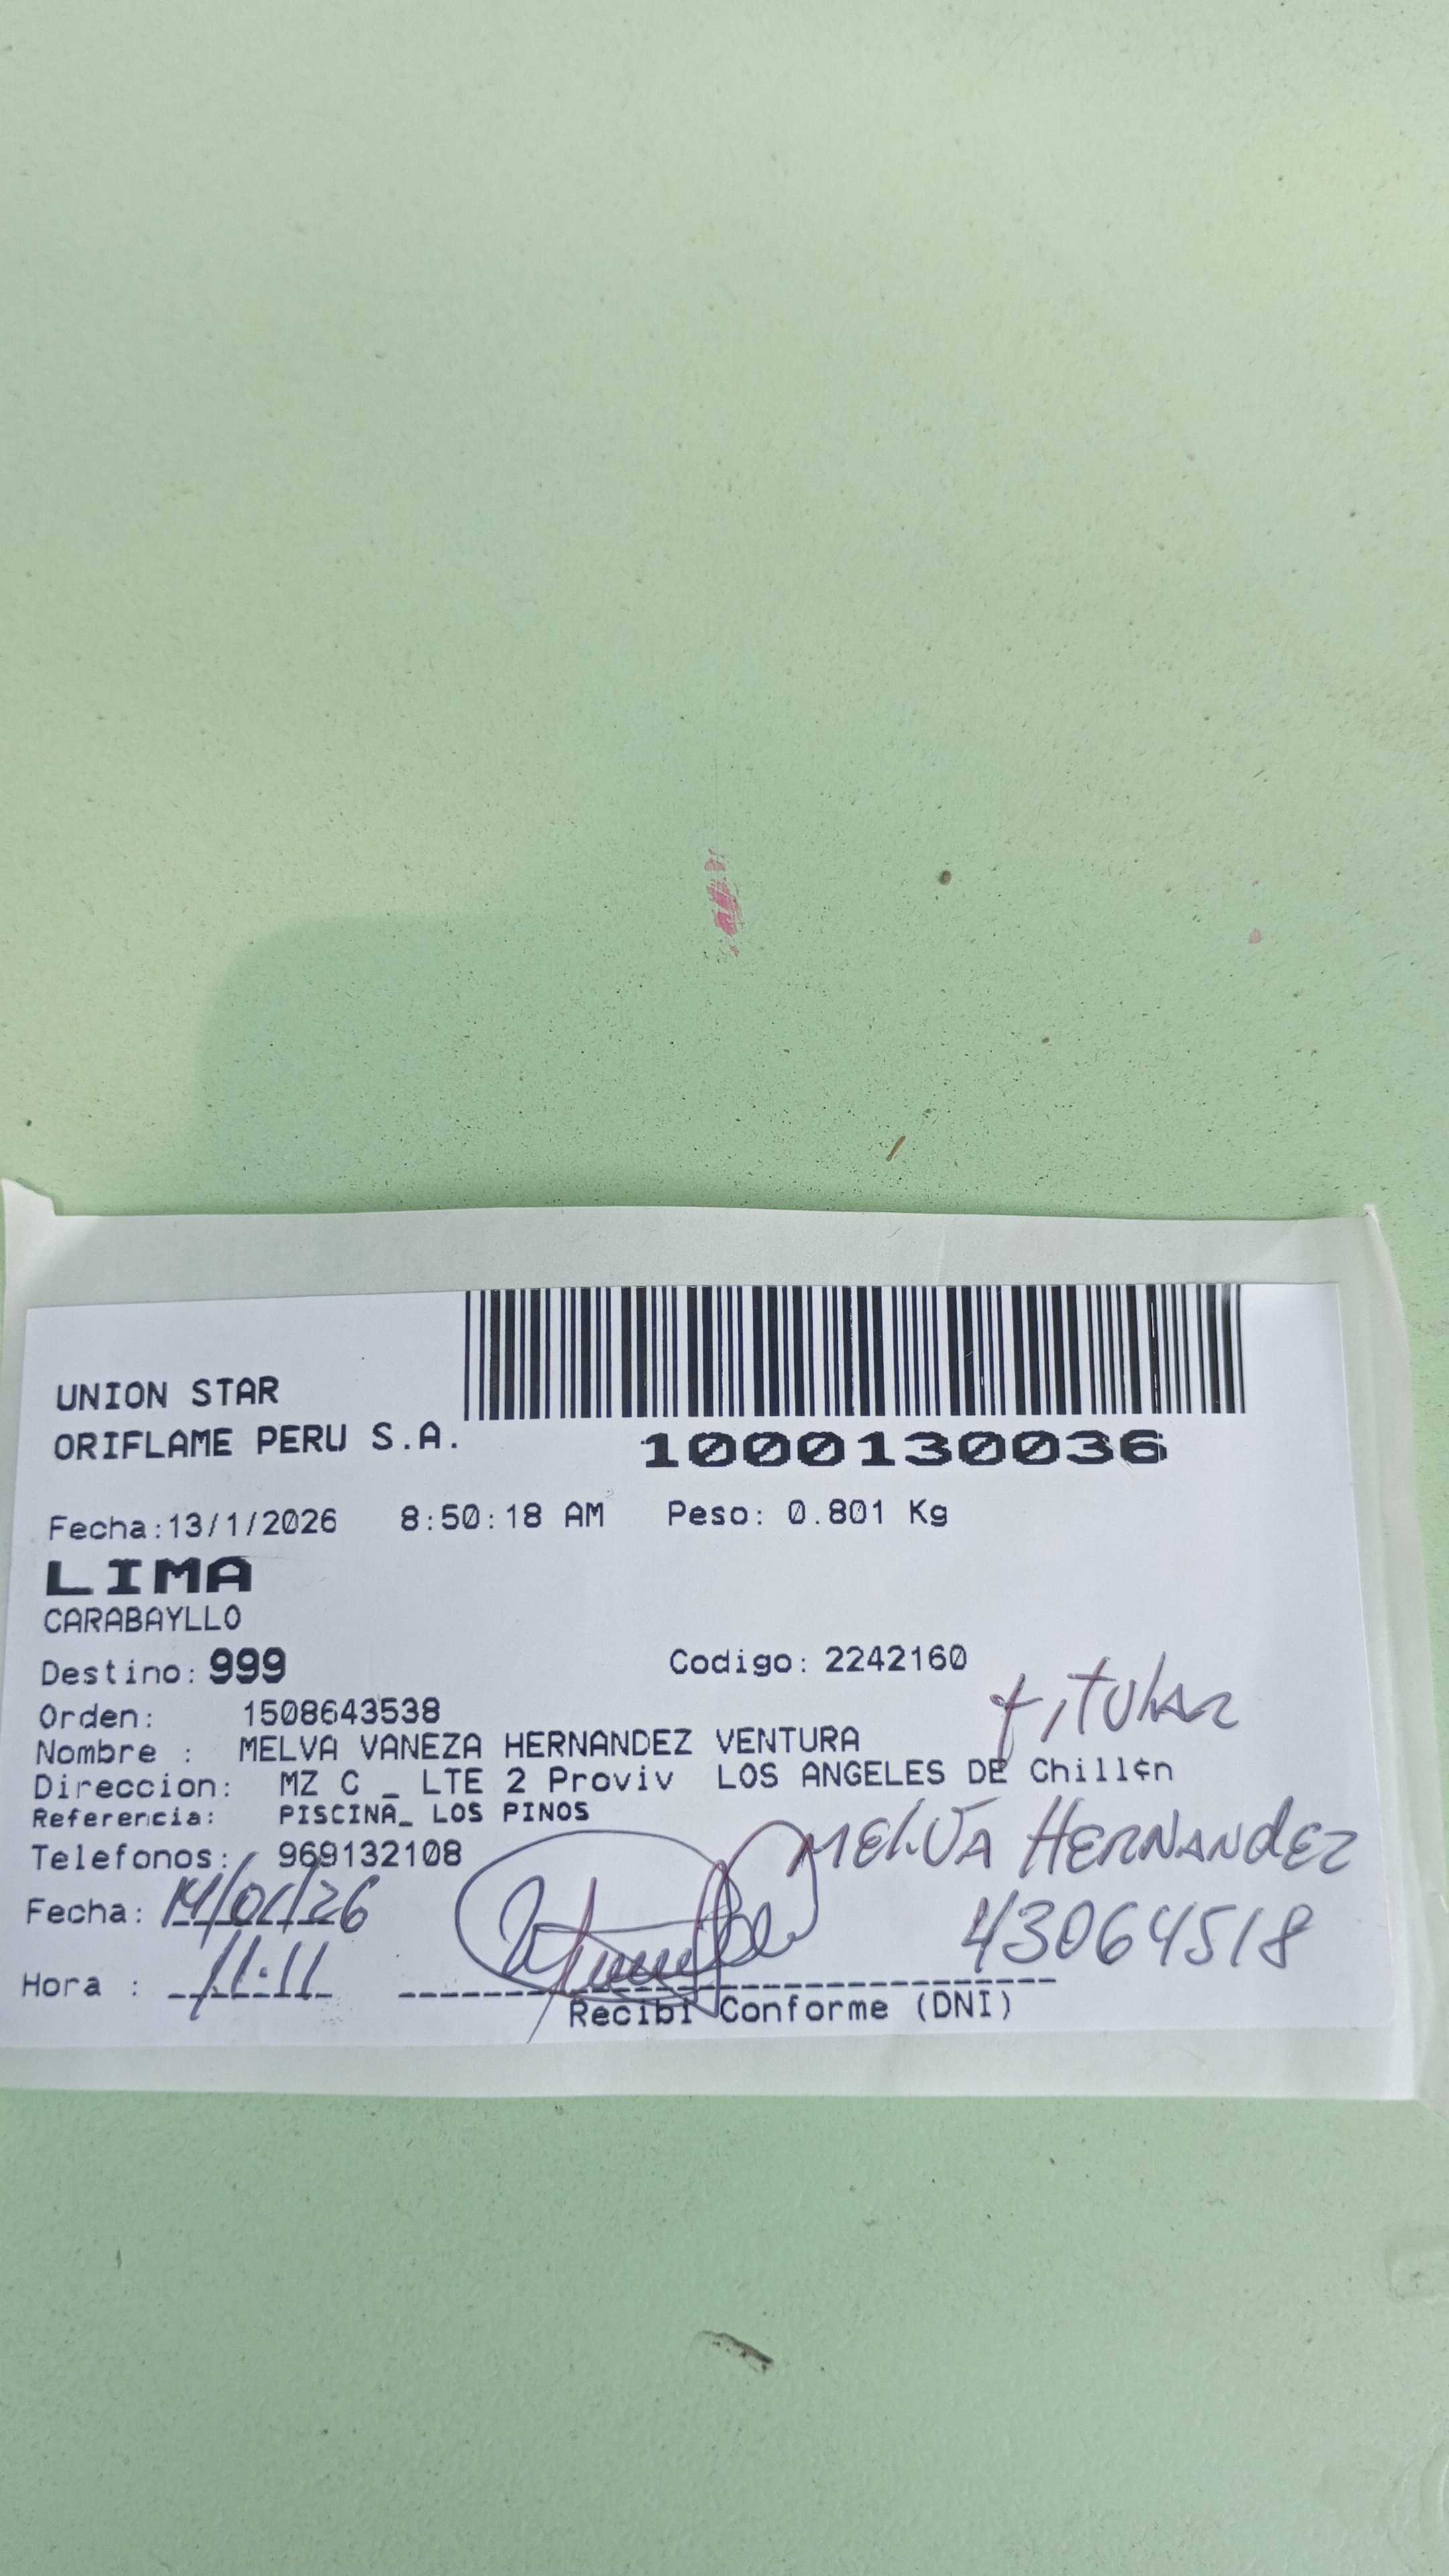 UNION STAR
ORIFLAME PERU S.A.
1000130036
Fecha:13/1/2026 8:50:18 AM Peso: 0.801 Kg
LIMA
CARABAYLLO
Destino: 999 Codigo: 2242160
titular
Orden: 1508643538
Nombre : MELVA VANEZA HERNANDEZ VENTURA
Direccion: MZ C _ LTE 2 Proviv LOS ANGELES DE Chill¢n
Referencia: PISCINA_ LOS PINOS
Telefonos: 969132108
MELVA HERNANDEZ
Fecha: 14/01/26
43064518
Hora : 11:11
Recibi Conforme (DNI)